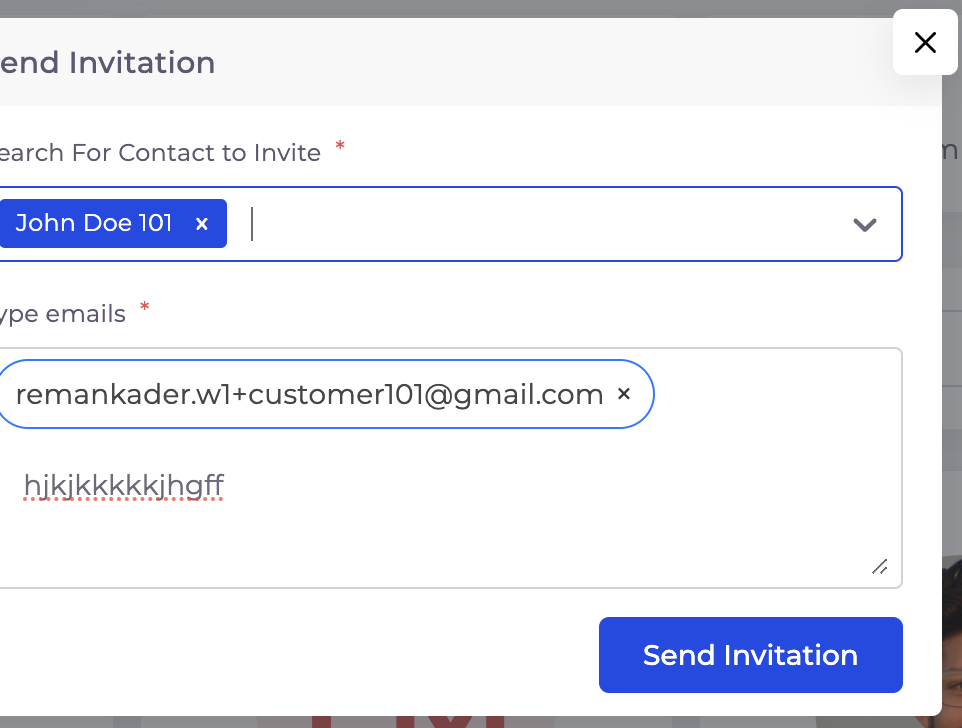 end Invitation
earch For Contact to Invite *
John Doe 101 x
ype emails *
remankader.w1+customer101@gmail.com ×
hjkjkkkkkjhgff
Send Invitation